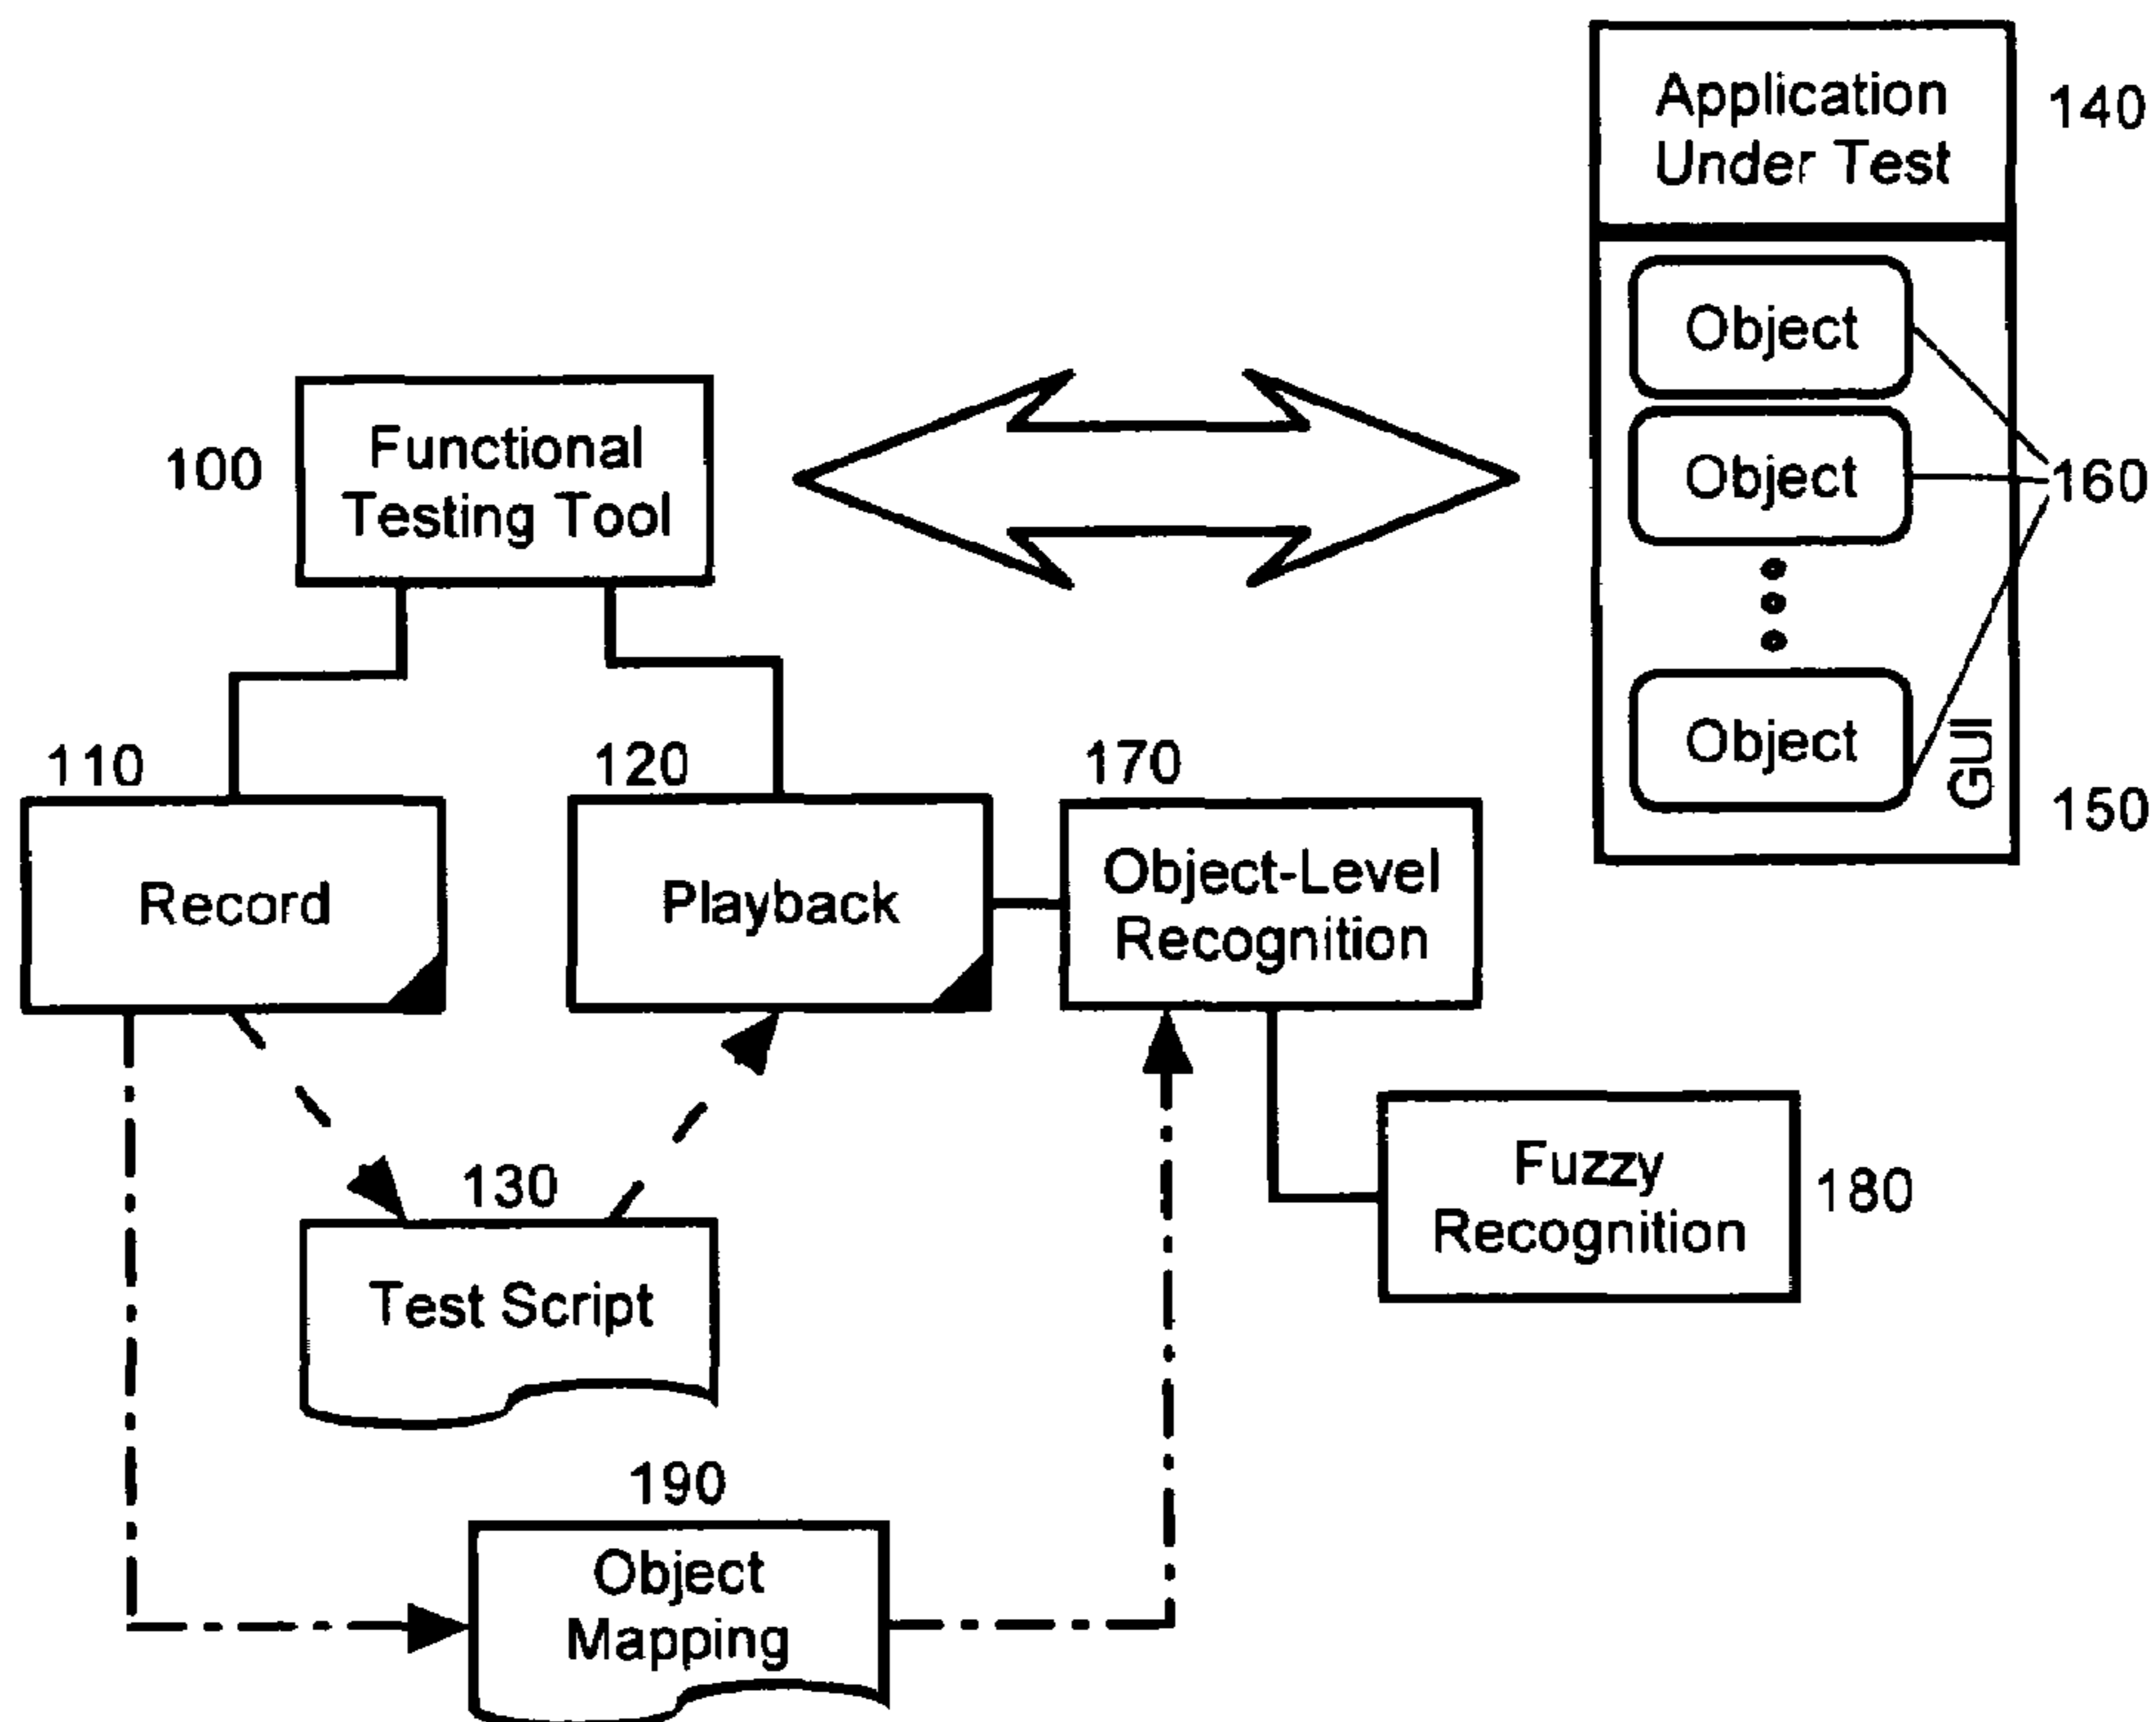 Application
Under Test
140
Object
Object
160
Object
GUI
150
Functional
Testing Tool
100
110
Record
120
Playback
170
Object-Level
Recognition
Fuzzy
Recognition
180
130
Test Script
190
Object
Mapping